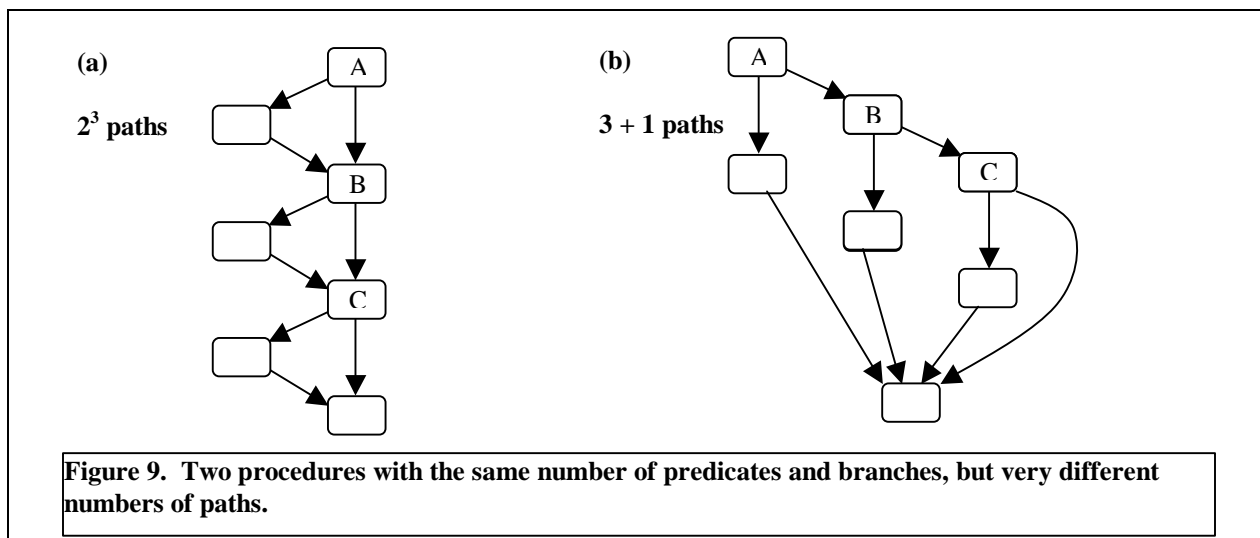 (a)
2³ paths
A
B
C
(b)
3 + 1 paths
A
B
C
Figure 9. Two procedures with the same number of predicates and branches, but very different
numbers of paths.